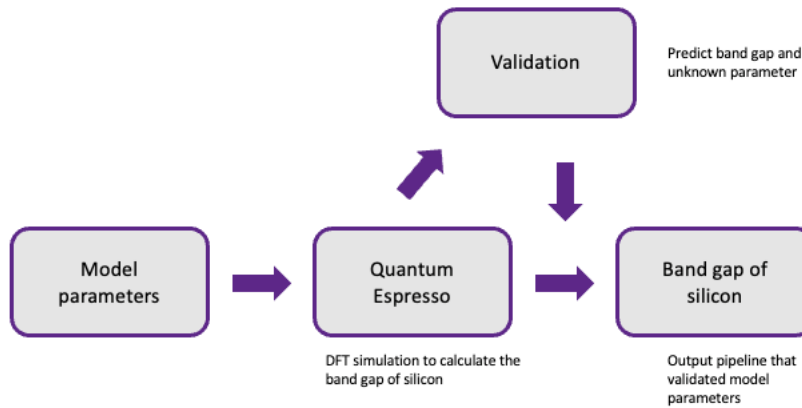 Validation
Predict band gap and
unknown parameter
Model
parameters
Quantum
Espresso
Band gap of
silicon
DFT simulation to calculate the
band gap of silicon
Output pipeline that
validated model
parameters